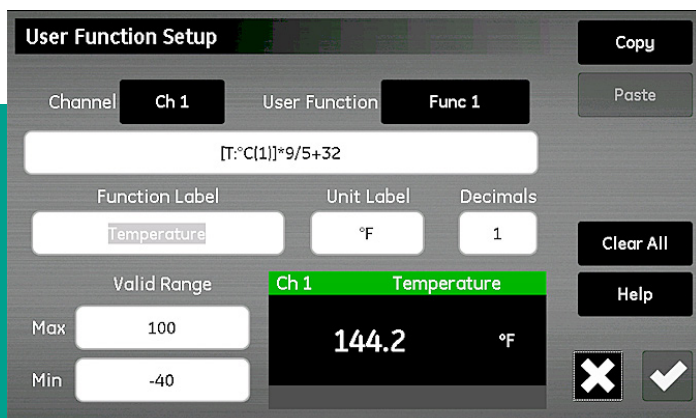 User Function Setup
Copy
Channel Ch 1 User Function Func 1
Paste
[T:°C(1)]*9/5+32
Function Label Unit Label Decimals
Temperature °F 1
Clear All
Valid Range
Ch 1 Temperature
Help
Max 100
144.2 °F
Min -40